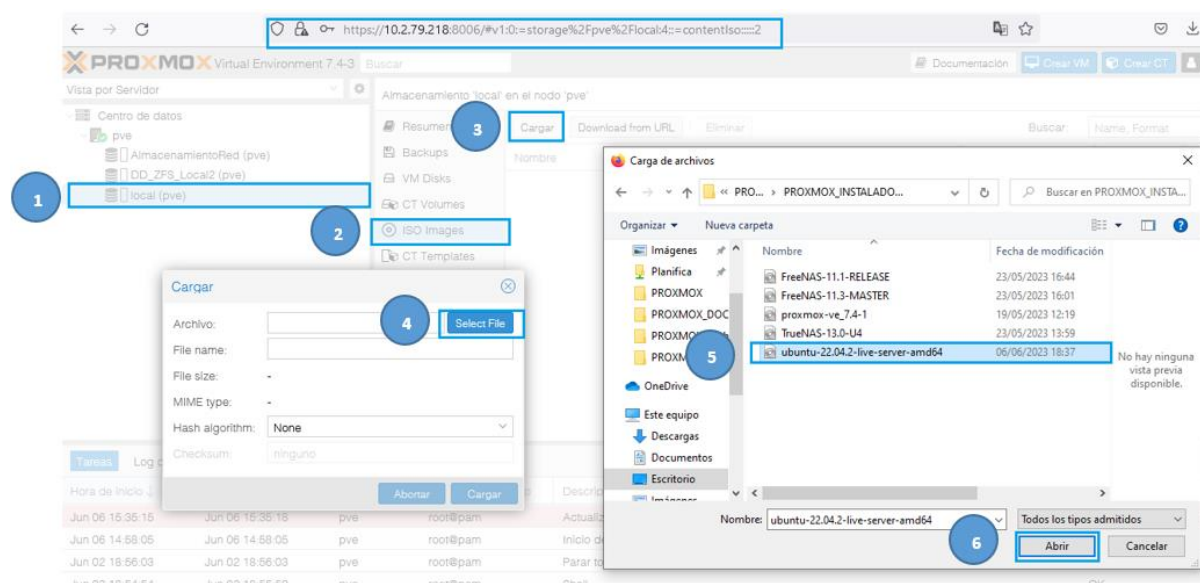 https://10.2.79.218:8006/#v1:0:=storage%2Fpve%2Flocal:4::=contentIso:::::2
PROXMOX Virtual Environment 7.4-3 Buscar
Documentación Crear VM Crear CT
Vista por Servidor
Centro de datos
pve
AlmacenamientoRed (pve)
DD_ZFS_Local2 (pve)
1
local (pve)
Almacenamiento 'local' en el nodo 'pve'
Resumen
Backups
VM Disks
CT Volumes
2
ISO Images
CT Templates
3
Cargar Download from URL Eliminar Buscar: Name, Format
Nombre
Cargar
Archivo: 4 Select File
File name:
File size: -
MIME type: -
Hash algorithm: None
Checksum: ninguno
Abortar Cargar
Carga de archivos
« PRO... › PROXMOX_INSTALADO... Buscar en PROXMOX_INSTA...
Organizar Nueva carpeta
Imágenes
Planifica
PROXMOX
PROXMOX_DOC
OneDrive
Este equipo
Descargas
Documentos
Escritorio
Imágenes
Nombre Fecha de modificación
FreeNAS-11.1-RELEASE 23/05/2023 16:44
FreeNAS-11.3-MASTER 23/05/2023 16:01
proxmox-ve_7.4-1 19/05/2023 12:19
TrueNAS-13.0-U4 23/05/2023 13:59
5
ubuntu-22.04.2-live-server-amd64 06/06/2023 18:37
No hay ninguna
vista previa
disponible.
Nombre: ubuntu-22.04.2-live-server-amd64 Todos los tipos admitidos
6
Abrir Cancelar
Tareas Log
Hora de Inicio
Jun 06 15:35:15 Jun 06 15:35:18 pve root@pam
Jun 06 14:58:05 Jun 06 14:58:05 pve root@pam Inicio
Jun 02 18:56:03 Jun 02 18:56:03 pve root@pam Parar